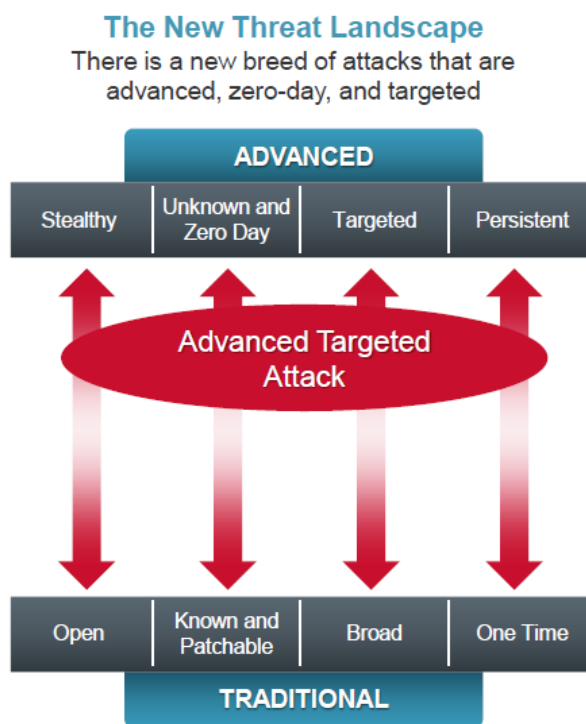 The New Threat Landscape
There is a new breed of attacks that are
advanced, zero-day, and targeted
ADVANCED
Stealthy
Unknown and
Zero Day
Targeted
Persistent
Advanced Targeted
Attack
Open
Known and
Patchable
Broad
One Time
TRADITIONAL